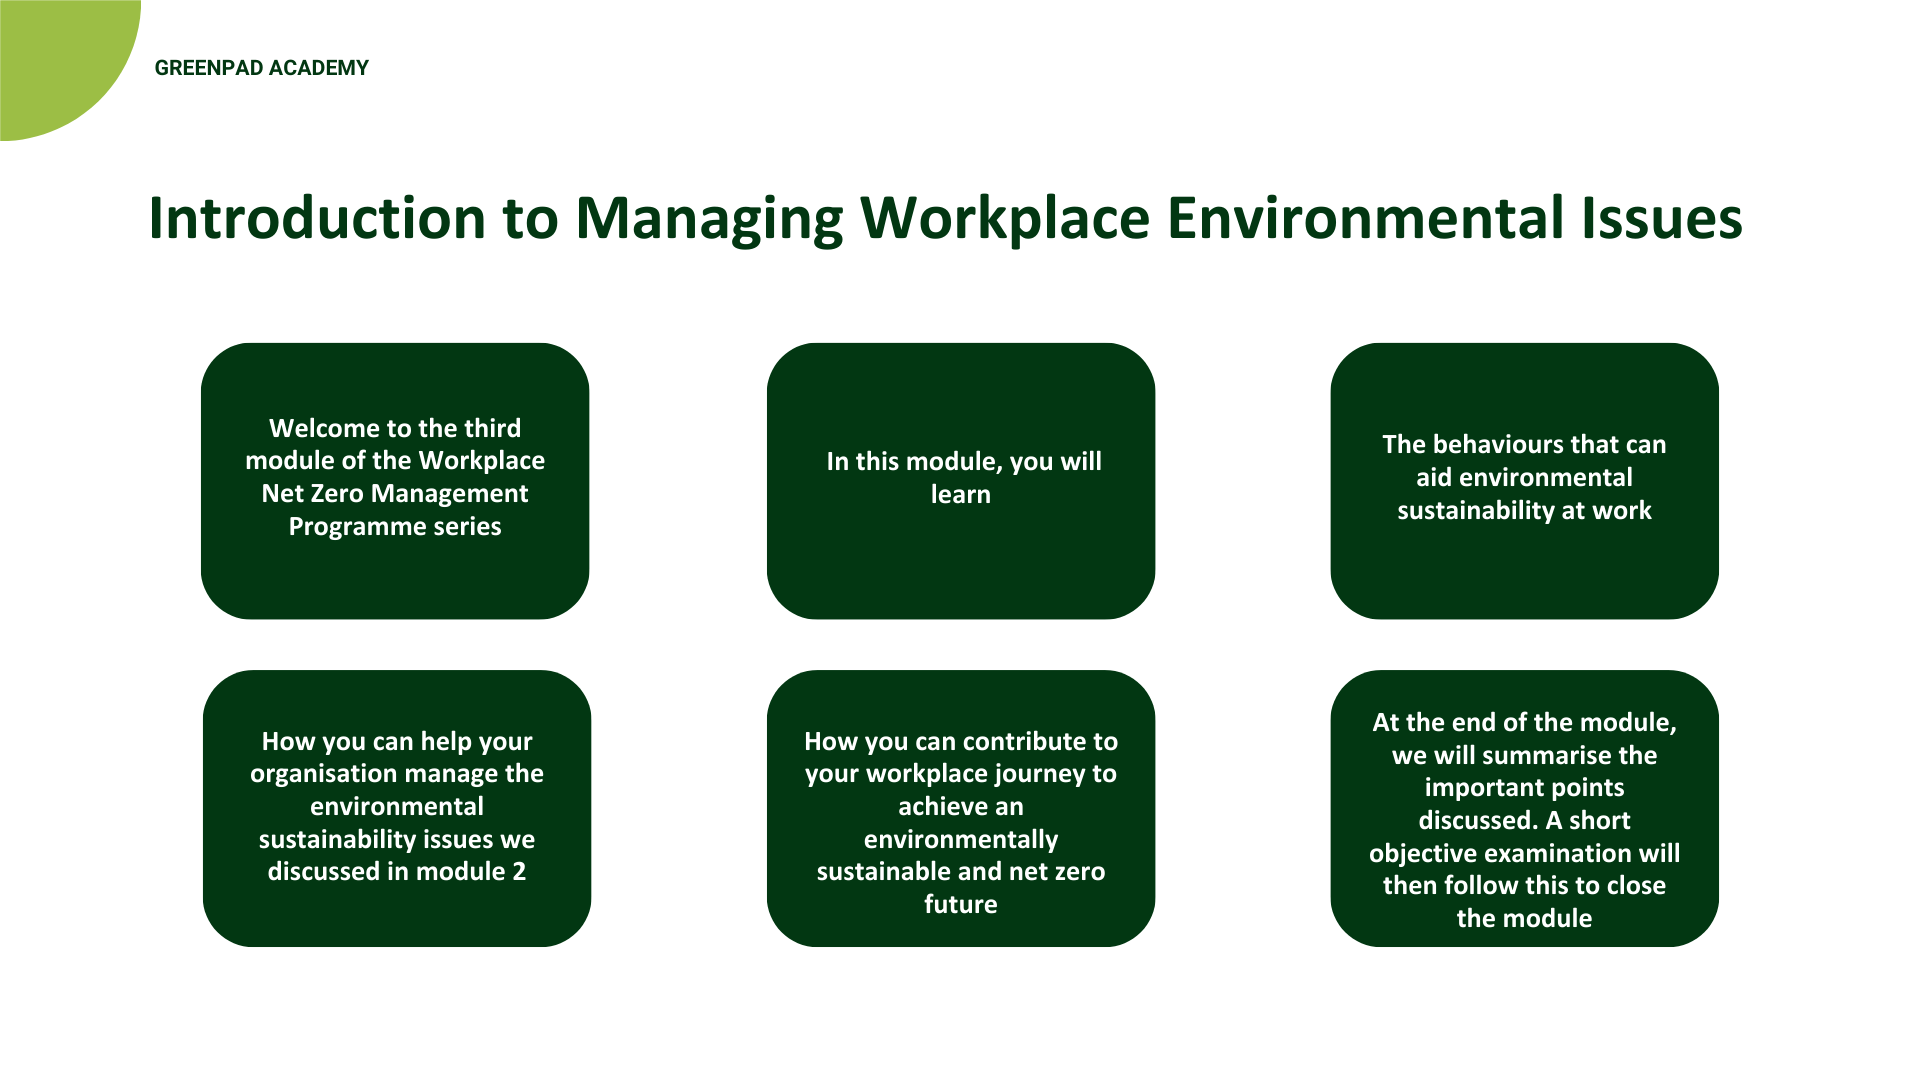 GREENPAD ACADEMY
Introduction to Managing Workplace Environmental Issues
Welcome to the third
module of the Workplace
Net Zero Management
Programme series
In this module, you will
learn
The behaviours that can
aid environmental
sustainability at work
How you can help your
organisation manage the
environmental
sustainability issues we
discussed in module 2
How you can contribute to
your workplace journey to
achieve an
environmentally
sustainable and net zero
future
At the end of the module,
we will summarise the
important points
discussed. A short
objective examination will
then follow this to close
the module